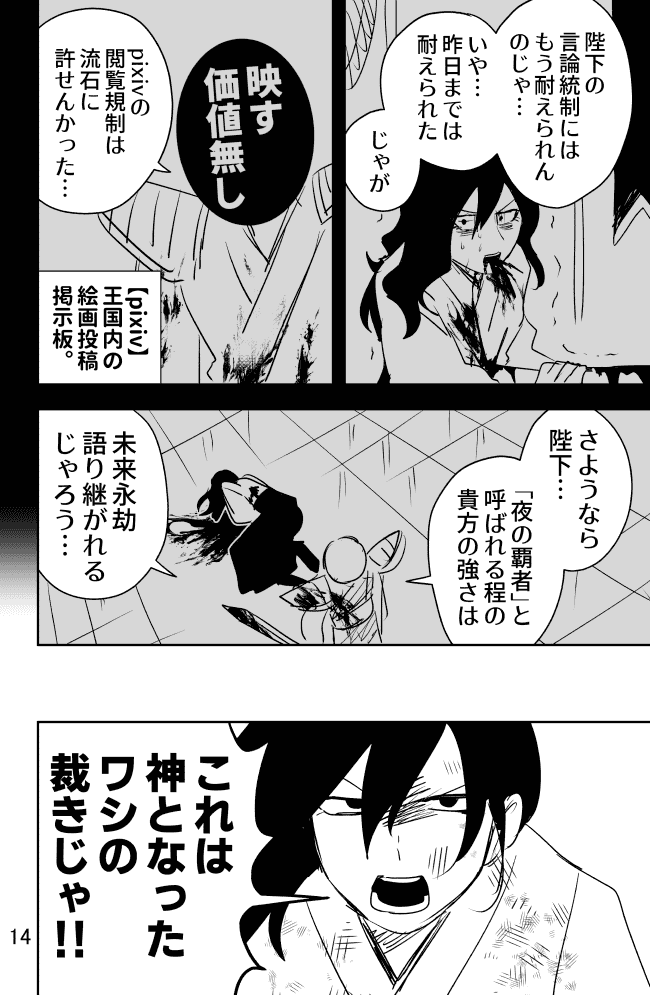 陛下の
言論統制には
もう耐えられん
のじゃ…
いや…
昨日までは
耐えられた
じゃが
映す
価値無し
pixivの
閲覧規制は
流石に
許せんかった…
【pixiv】
王国内の
絵画投稿
掲示板。
さようなら
陛下…
「夜の覇者」と
呼ばれる程の
貴方の強さは
未来永劫
語り継がれる
じゃろう…
これは
神となった
ワシの
裁きじゃ!!
14